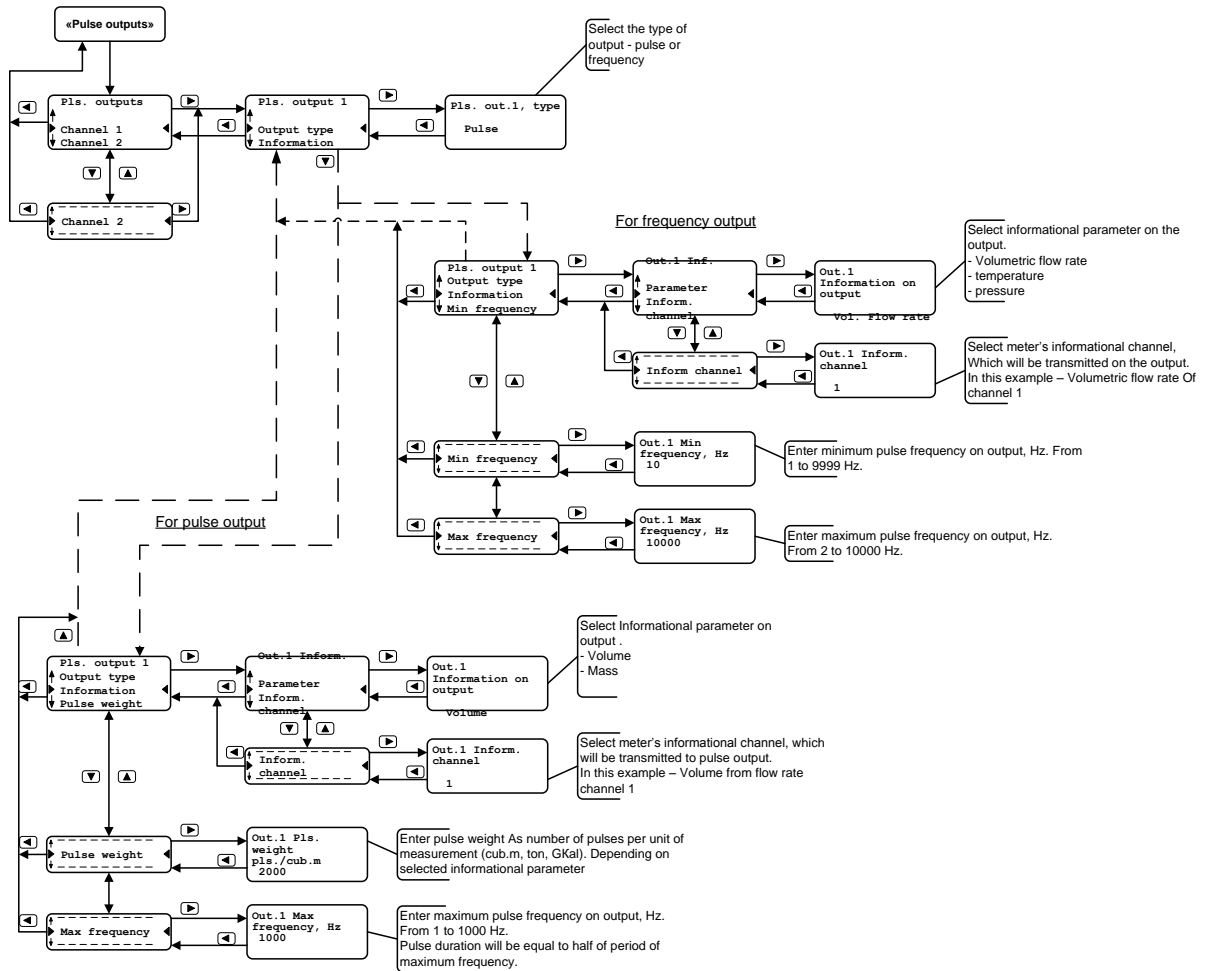 «Pulse outputs»
Select the type of
output - pulse or
frequency
Pls. outputs
Channel 1
Channel 2
Pls. output 1
Output type
Information
Pls. out.1, type
Pulse
Channel 2
For frequency output
Select informational parameter on the
output.
- Volumetric flow rate
- temperature
- pressure
Pls. output 1
Output type
Information
Min frequency
Out.1 Inf.
Parameter
Inform.
channel
Out.1
Information on
output
Vol. Flow rate
Inform channel
Out.1 Inform.
channel
1
Select meter's informational channel,
Which will be transmitted on the output.
In this example – Volumetric flow rate Of
channel 1
Min frequency
Out.1 Min
frequency, Hz
10
Enter minimum pulse frequency on output, Hz. From
1 to 9999 Hz.
Max frequency
Out.1 Max
frequency, Hz
10000
Enter maximum pulse frequency on output, Hz.
From 2 to 10000 Hz.
For pulse output
Pls. output 1
Output type
Information
Pulse weight
Out.1 Inform.
Parameter
Inform.
channel
Out.1
Information on
output
Volume
Select Informational parameter on
output .
- Volume
- Mass
Inform.
channel
Out.1 Inform.
channel
1
Select meter's informational channel, which
will be transmitted to pulse output.
In this example – Volume from flow rate
channel 1
Pulse weight
Out.1 Pls.
weight
pls./cub.m
2000
Enter pulse weight As number of pulses per unit of
measurement (cub.m, ton, GKal). Depending on
selected informational parameter
Max frequency
Out.1 Max
frequency, Hz
1000
Enter maximum pulse frequency on output, Hz.
From 1 to 1000 Hz.
Pulse duration will be equal to half of period of
maximum frequency.